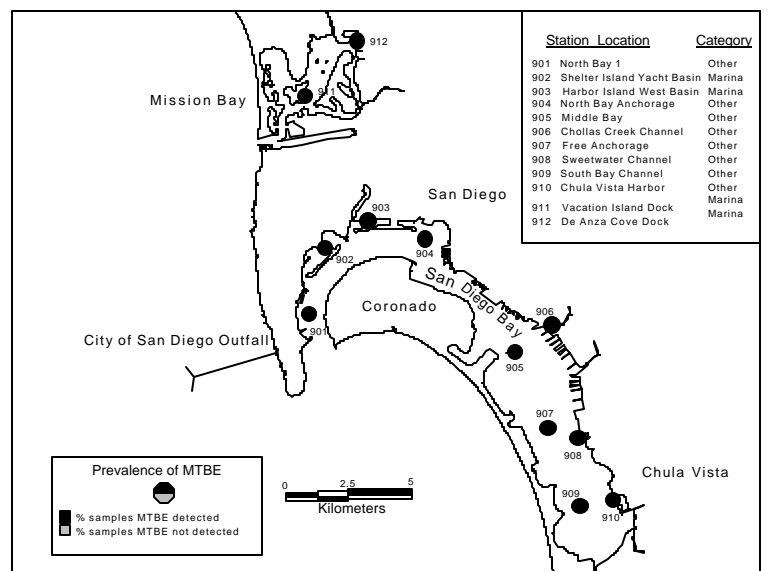 912
Mission Bay
911
Station Location Category
901 North Bay 1 Other
902 Shelter Island Yacht Basin Marina
903 Harbor Island West Basin Marina
904 North Bay Anchorage Other
905 Middle Bay Other
906 Chollas Creek Channel Other
907 Free Anchorage Other
908 Sweetwater Channel Other
909 South Bay Channel Other
910 Chula Vista Harbor Other
Marina
911 Vacation Island Dock
Marina
912 De Anza Cove Dock
San Diego
903
902
904
San Diego Bay
Coronado
901
906
City of San Diego Outfall
905
907
908
Chula Vista
909
910
Prevalence of MTBE
% samples MTBE detected
% samples MTBE not detected
0 2.5 5
Kilometers